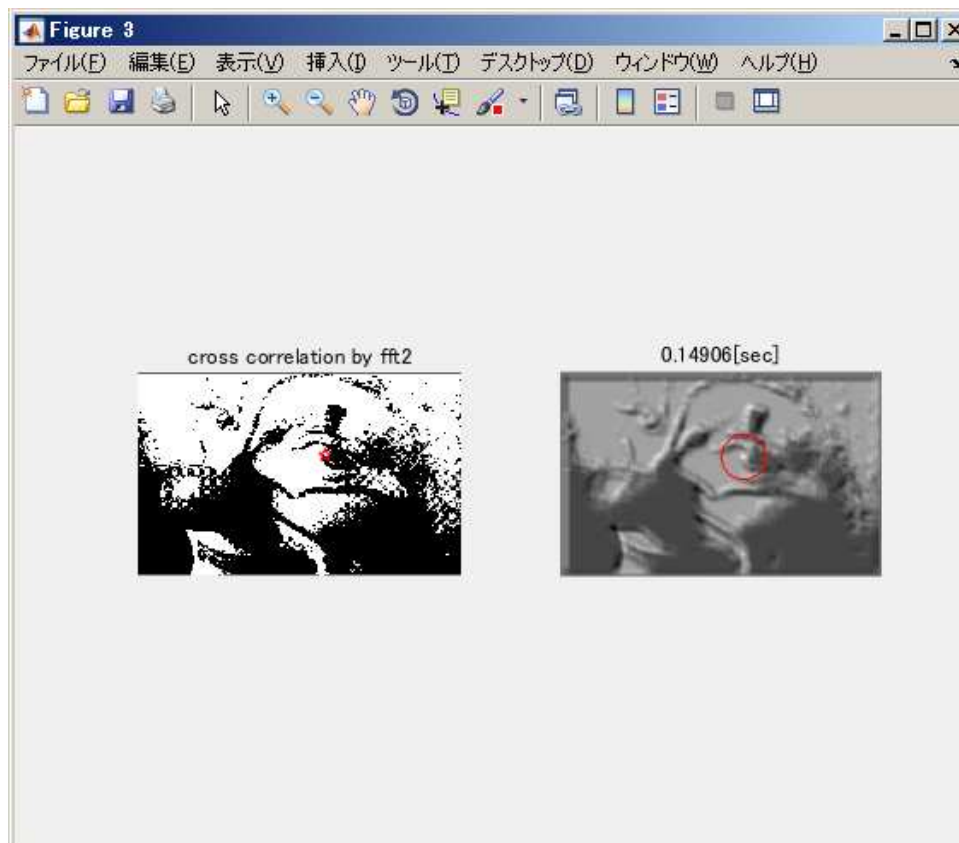 Figure 3
ファイル(F) 編集(E) 表示(V) 挿入(I) ツール(T) デスクトップ(D) ウィンドウ(W) ヘルプ(H)
cross correlation by fft2
0.14906[sec]